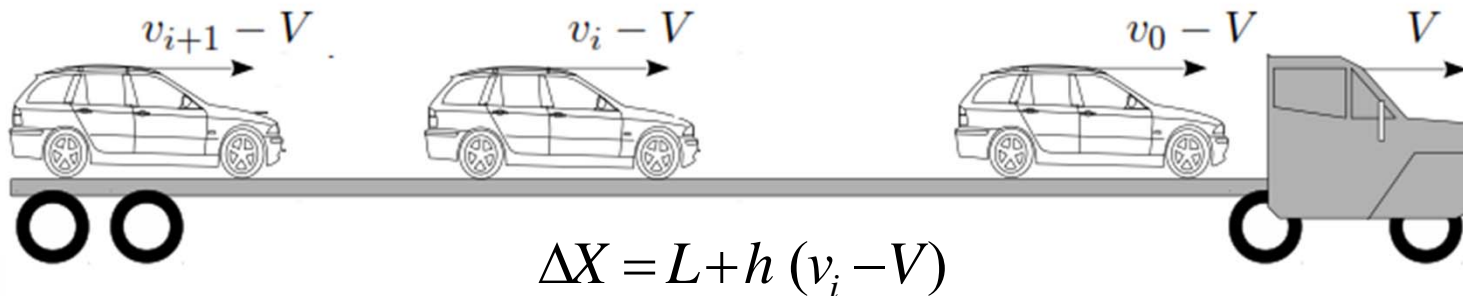 v_{i+1} − V    v_i − V    v_0 − V    V
ΔX = L+h (v_i −V)